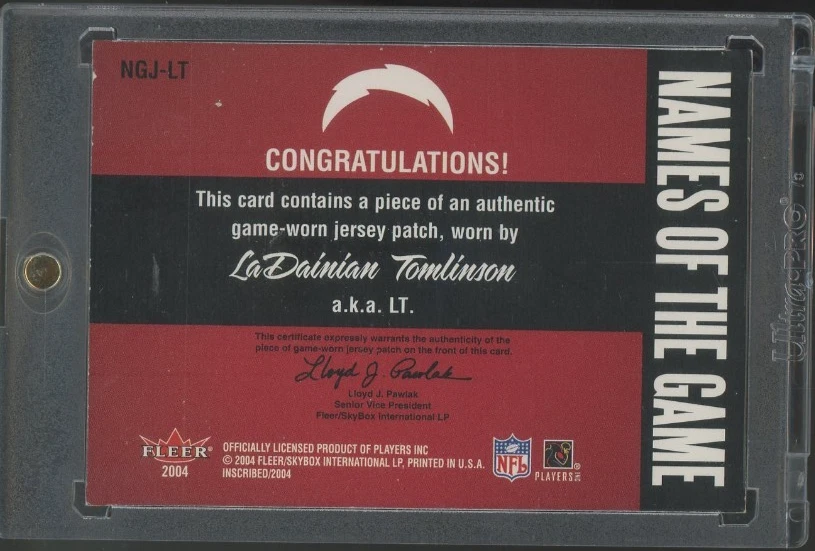 NGJ-LT
CONGRATULATIONS!
This card contains a piece of an authentic
game-worn jersey patch, worn by
LaDainian Tomlinson
a.k.a. LT.
This certificate expressly warrants the authenticity of the
piece of game-worn jersey patch on the front of this card.
Lloyd J Pawlak
Lloyd J. Pawlak
Senior Vice President
Fleer/SkyBox International LP
FLEER®
2004
OFFICIALLY LICENSED PRODUCT OF PLAYERS INC
© 2004 FLEER/SKYBOX INTERNATIONAL LP, PRINTED IN U.S.A.
INSCRIBED/2004
NFL
PLAYERS INC
NAMES OF THE GAME
UltraPRO®